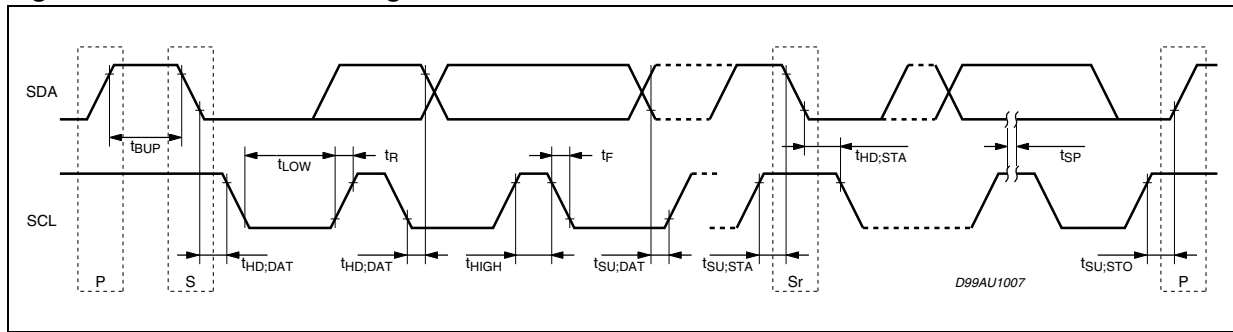 SDA
tBUP
tLOW
tR
tF
tHD;STA
tSP
SCL
tHD;DAT
tHD;DAT
tHIGH
tSU;DAT
tSU;STA
tSU;STO
P
S
Sr
D99AU1007
P